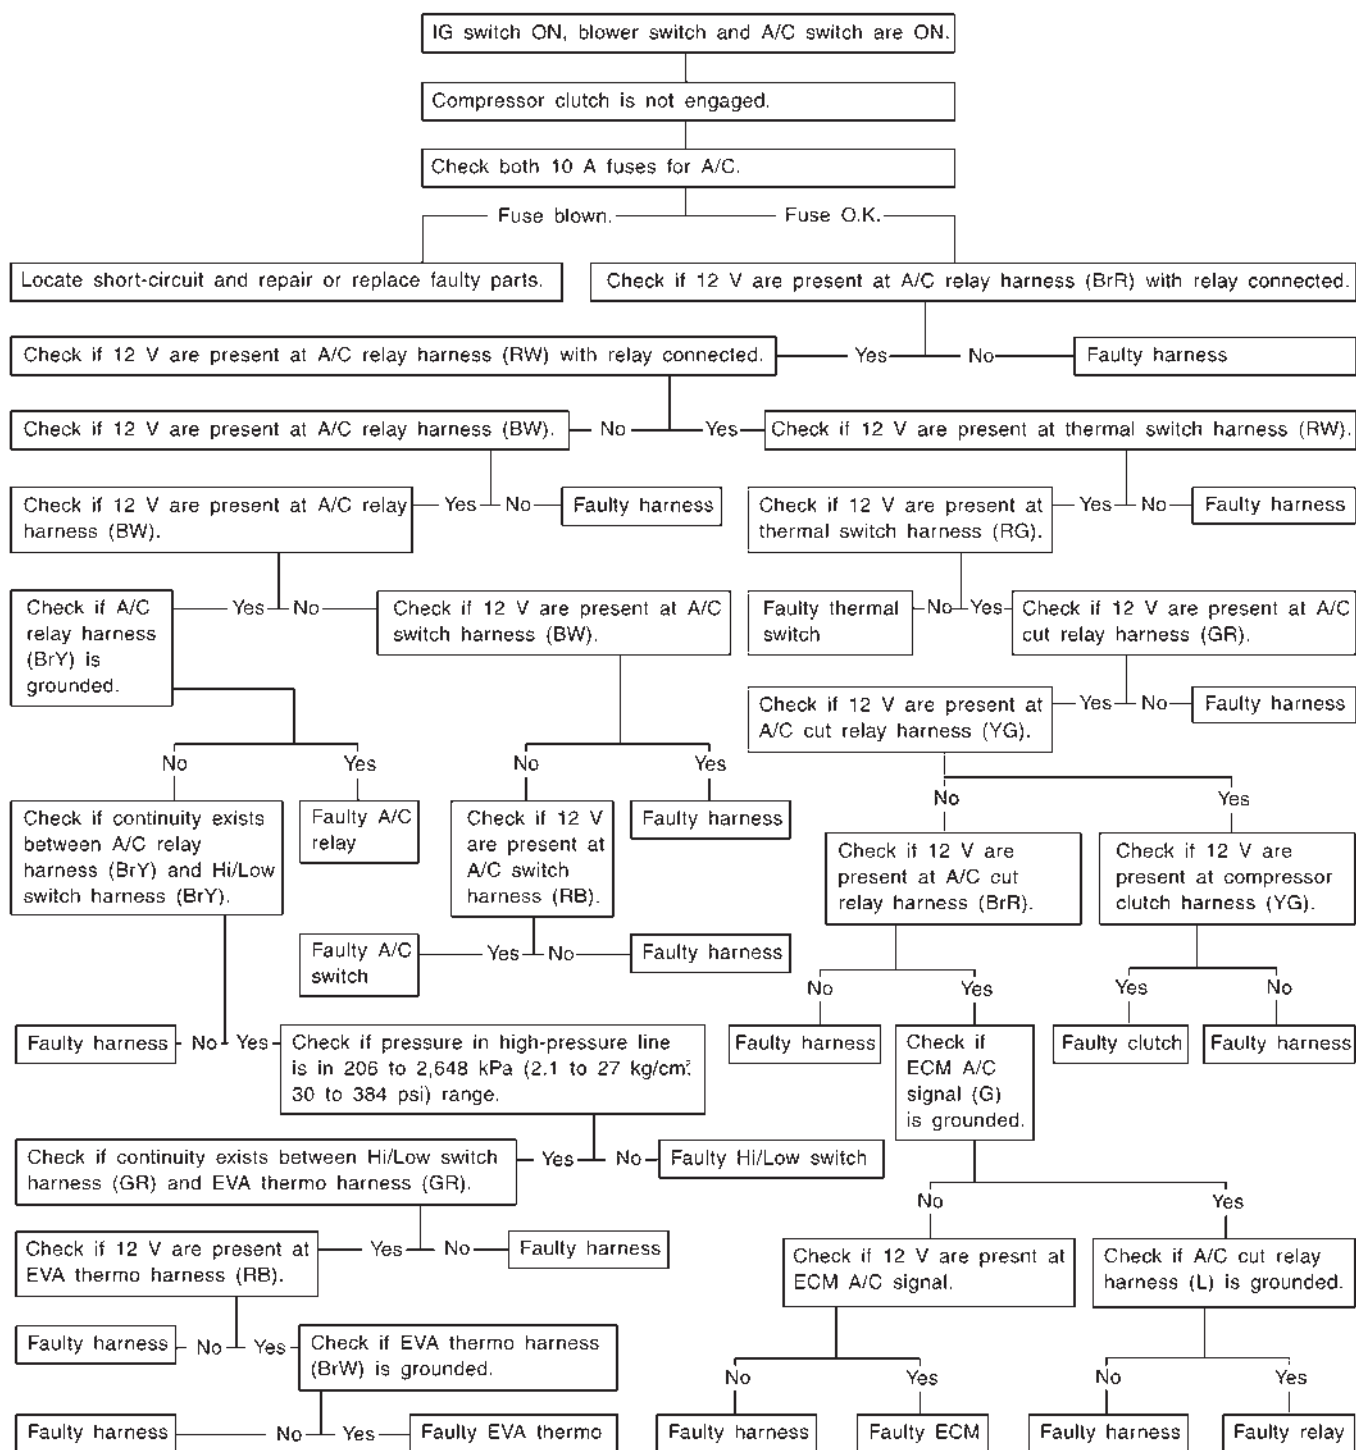 IG switch ON, blower switch and A/C switch are ON.
Compressor clutch is not engaged.
Check both 10 A fuses for A/C.
Fuse blown.
Fuse O.K.
Locate short-circuit and repair or replace faulty parts.
Check if 12 V are present at A/C relay harness (BrR) with relay connected.
Check if 12 V are present at A/C relay harness (RW) with relay connected.
Yes
No
Faulty harness
Check if 12 V are present at A/C relay harness (BW).
No
Yes
Check if 12 V are present at thermal switch harness (RW).
Check if 12 V are present at A/C relay
harness (BW).
Yes
No
Faulty harness
Check if 12 V are present at
thermal switch harness (RG).
Yes
No
Faulty harness
Check if A/C
relay harness
(BrY) is
grounded.
Yes
No
Check if 12 V are present at A/C
switch harness (BW).
Faulty thermal
switch
No
Yes
Check if 12 V are present at A/C
cut relay harness (GR).
Check if 12 V are present at
A/C cut relay harness (YG).
Yes
No
Faulty harness
No
Yes
No
Yes
No
Yes
Check if continuity exists
between A/C relay
harness (BrY) and Hi/Low
switch harness (BrY).
Faulty A/C
relay
Check if 12 V
are present at
A/C switch
harness (RB).
Faulty harness
Check if 12 V are
present at A/C cut
relay harness (BrR).
Check if 12 V are
present at compressor
clutch harness (YG).
Faulty A/C
switch
Yes
No
Faulty harness
No
Yes
Yes
No
Faulty harness
No
Yes
Check if pressure in high-pressure line
is in 206 to 2,648 kPa (2.1 to 27 kg/cm²,
30 to 384 psi) range.
Faulty harness
Check if
ECM A/C
signal (G)
is grounded.
Faulty clutch
Faulty harness
Check if continuity exists between Hi/Low switch
harness (GR) and EVA thermo harness (GR).
Yes
No
Faulty Hi/Low switch
No
Yes
Check if 12 V are present at
EVA thermo harness (RB).
Yes
No
Faulty harness
Check if 12 V are presnt at
ECM A/C signal.
Check if A/C cut relay
harness (L) is grounded.
Faulty harness
No
Yes
Check if EVA thermo harness
(BrW) is grounded.
No
Yes
No
Yes
Faulty harness
No
Yes
Faulty EVA thermo
Faulty harness
Faulty ECM
Faulty harness
Faulty relay